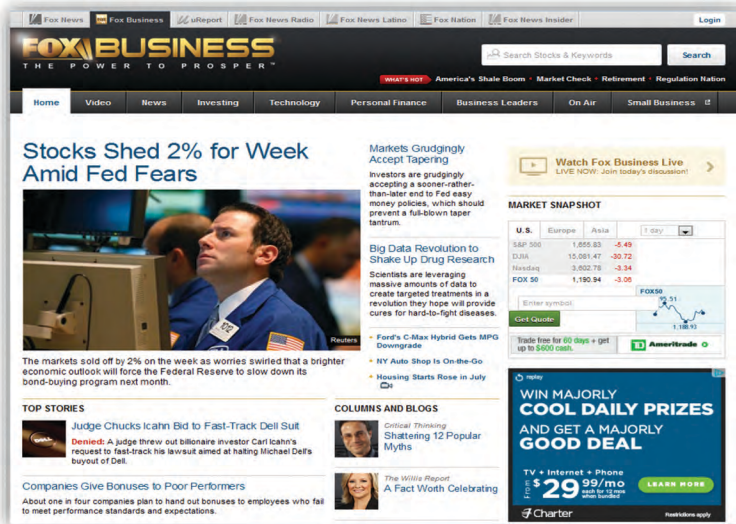 Fox News Fox Business uReport Fox News Radio Fox News Latino Fox Nation Fox News Insider Login
FOX BUSINESS
THE POWER TO PROSPER™
Search Stocks & Keywords Search
WHAT'S HOT America's Shale Boom • Market Check • Retirement • Regulation Nation
Home Video News Investing Technology Personal Finance Business Leaders On Air Small Business
Stocks Shed 2% for Week
Amid Fed Fears
Reuters
The markets sold off by 2% on the week as worries swirled that a brighter
economic outlook will force the Federal Reserve to slow down its
bond-buying program next month.
Markets Grudgingly
Accept Tapering
Investors are grudgingly
accepting a sooner-rather-
than-later end to Fed easy
money policies, which should
prevent a full-blown taper
tantrum.
Big Data Revolution to
Shake Up Drug Research
Scientists are leveraging
massive amounts of data to
create targeted treatments in a
revolution they hope will provide
cures for hard-to-fight diseases.
Ford's C-Max Hybrid Gets MPG
Downgrade
NY Auto Shop Is On-the-Go
Housing Starts Rose in July
Watch Fox Business Live
LIVE NOW: Join today's discussion!
MARKET SNAPSHOT
U.S. Europe Asia 1 day
S&P 500 1,655.83 -5.49
DJIA 15,081.47 -30.72
Nasdaq 3,602.78 -3.34
FOX 50 1,190.94 -3.06
Enter symbol
Get Quote
FOX50
1,188.93
Trade free for 60 days + get
up to $600 cash.
TD Ameritrade
TOP STORIES
DELL
Judge Chucks Icahn Bid to Fast-Track Dell Suit
Denied: A judge threw out billionaire investor Carl Icahn's
request to fast-track his lawsuit aimed at halting Michael Dell's
buyout of Dell.
Companies Give Bonuses to Poor Performers
About one in four companies plan to hand out bonuses to employees who fail
to meet performance standards and expectations.
COLUMNS AND BLOGS
Critical Thinking
Shattering 12 Popular
Myths
The Willis Report
A Fact Worth Celebrating
replay
WIN MAJORLY
COOL DAILY PRIZES
AND GET A MAJORLY
GOOD DEAL
TV + Internet + Phone
From $29 99/mo
each for 12 mos
when bundled
LEARN MORE
Charter
Restrictions apply